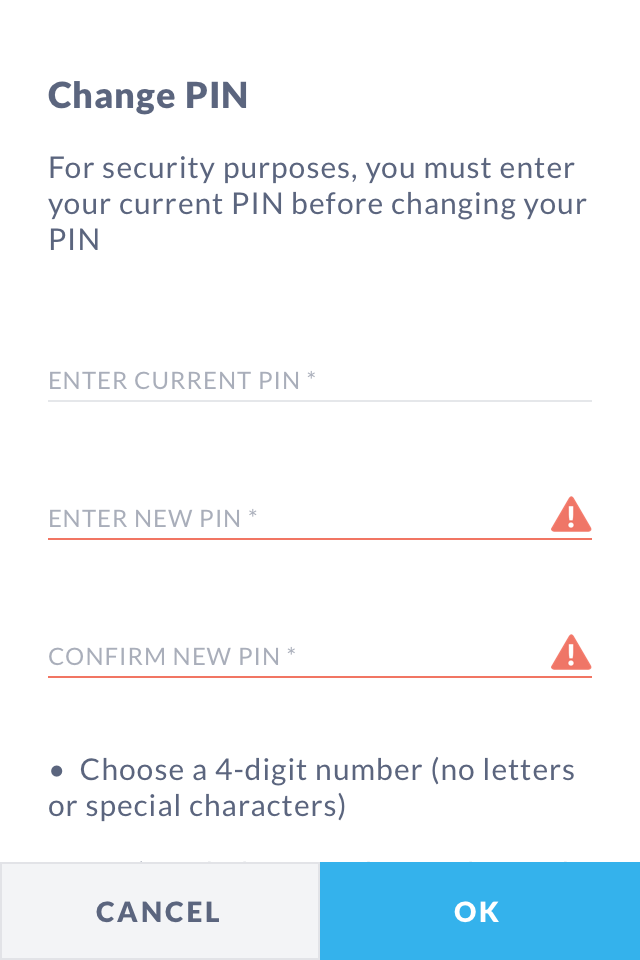 Change PIN
For security purposes, you must enter
your current PIN before changing your
PIN
ENTER CURRENT PIN *
ENTER NEW PIN *
CONFIRM NEW PIN *
• Choose a 4-digit number (no letters
or special characters)
CANCEL
OK